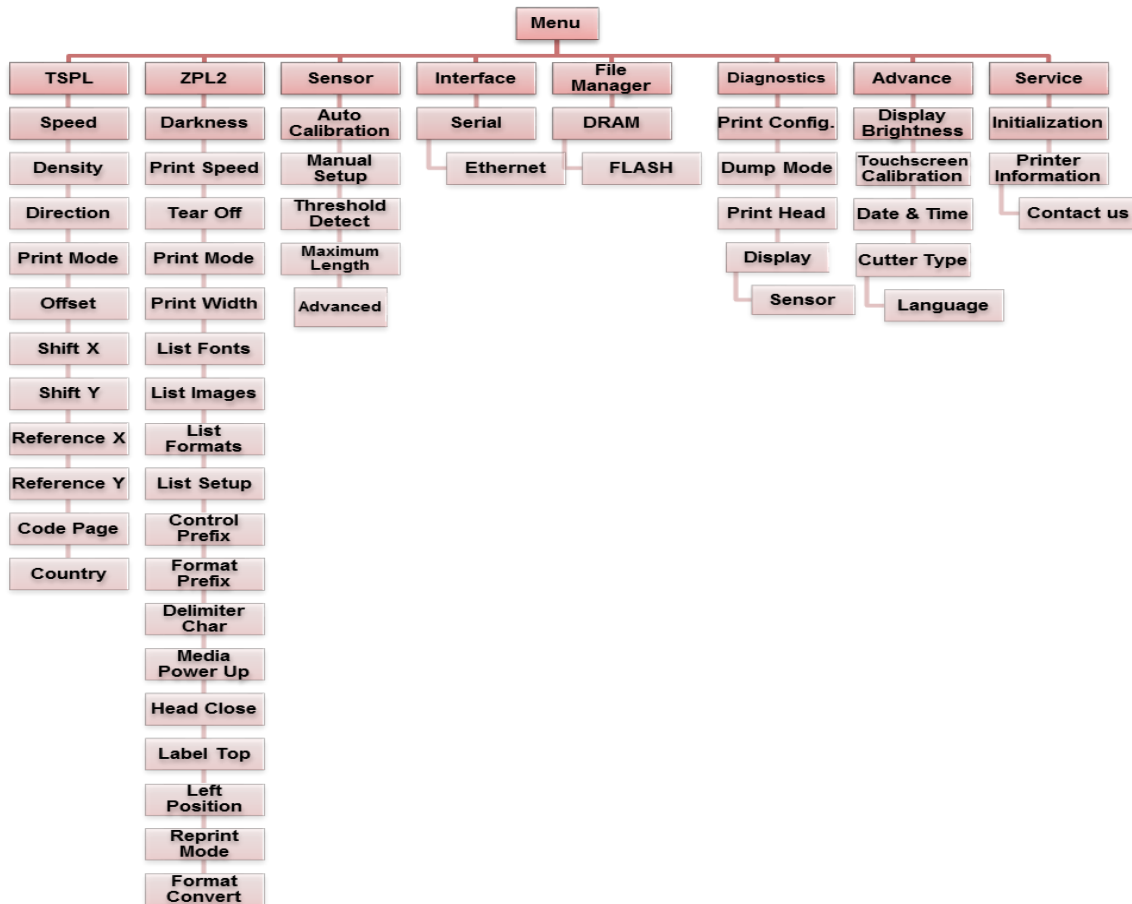 Menu
TSPL
Speed
Density
Direction
Print Mode
Offset
Shift X
Shift Y
Reference X
Reference Y
Code Page
Country
ZPL2
Darkness
Print Speed
Tear Off
Print Mode
Print Width
List Fonts
List Images
List
Formats
List Setup
Control
Prefix
Format
Prefix
Delimiter
Char
Media
Power Up
Head Close
Label Top
Left
Position
Reprint
Mode
Format
Convert
Sensor
Auto
Calibration
Manual
Setup
Threshold
Detect
Maximum
Length
Advanced
Interface
Serial
Ethernet
File
Manager
DRAM
FLASH
Diagnostics
Print Config.
Dump Mode
Print Head
Display
Sensor
Advance
Display
Brightness
Touchscreen
Calibration
Date & Time
Cutter Type
Language
Service
Initialization
Printer
Information
Contact us